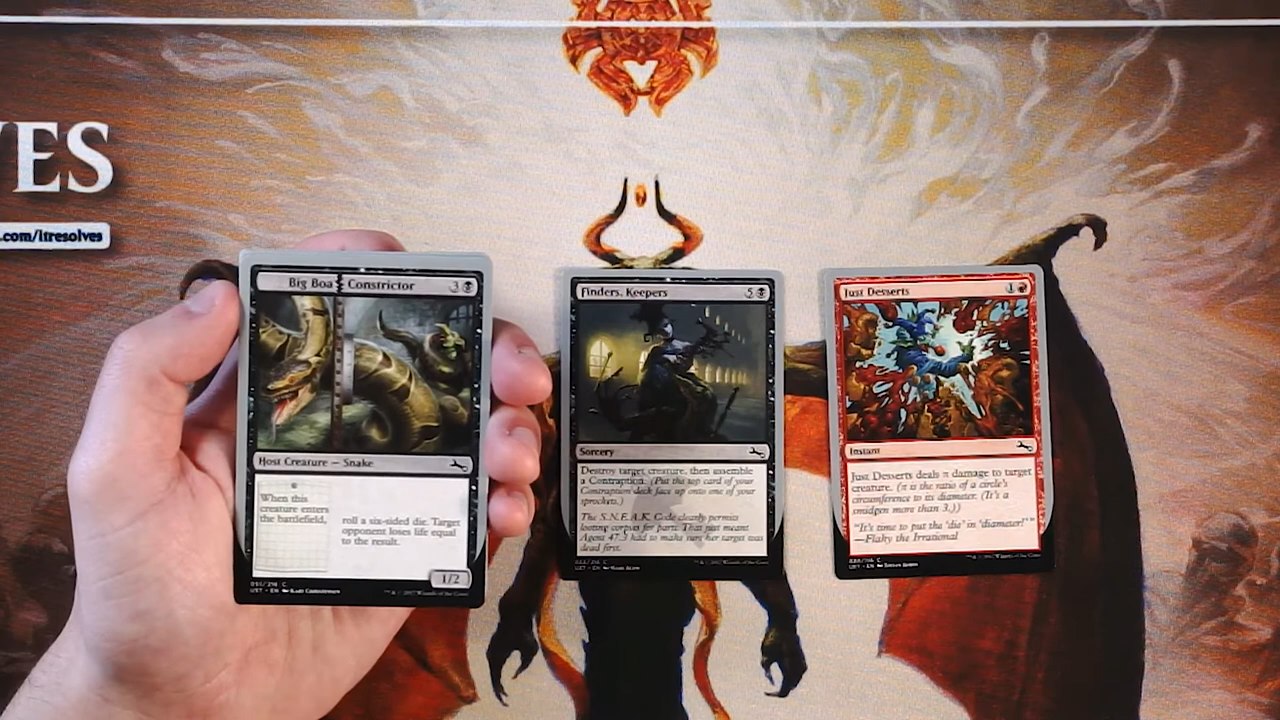 VES
.com/itresolves
Big Boa Constrictor 3
Host Creature — Snake
When this
creature enters
the battlefield,
roll a six-sided die. Target
opponent loses life equal
to the result.
1/2
Finders, Keepers 5
Sorcery
Destroy target creature, then assemble
a Contraption. (Put the top card of your
Contraption deck face up onto one of your
sprockets.)
The S.N.E.A.K. Code clearly permits
looting corpses for parts. That just meant
Agent 47.3 had to make sure her target was
dead first.
Just Desserts 1
Instant
Just Desserts deals π damage to target
creature. (π is the ratio of a circle's
circumference to its diameter. (It's a
smidgen more than 3.))
"It's time to put the 'die' in 'diameter!'"
—Flaky the Irrational